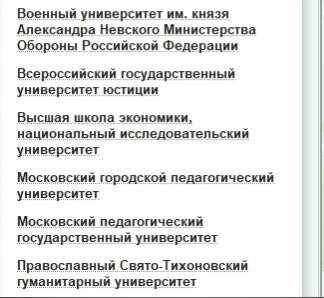 Военный университет им. князя
Александра Невского Министерства
Обороны Российской Федерации
Всероссийский государственный
университет юстиции
Высшая школа экономики,
национальный исследовательский
университет
Московский городской педагогический
университет
Московский педагогический
государственный университет
Православный Свято-Тихоновский
гуманитарный университет